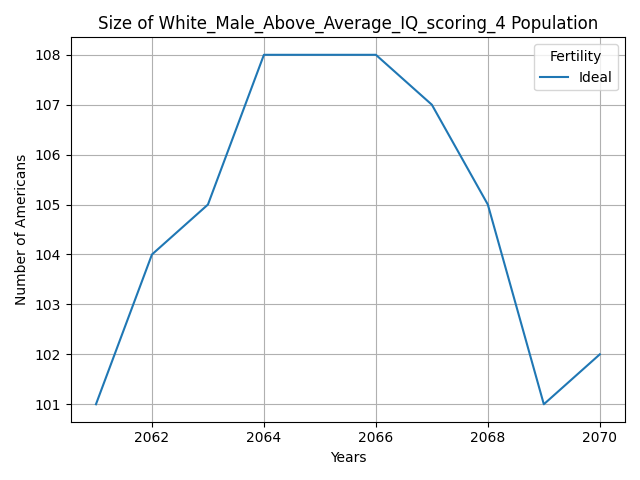 Size of White_Male_Above_Average_IQ_scoring_4 Population
Fertility
Ideal
Number of Americans
108
107
106
105
104
103
102
101
2062 2064 2066 2068 2070
Years